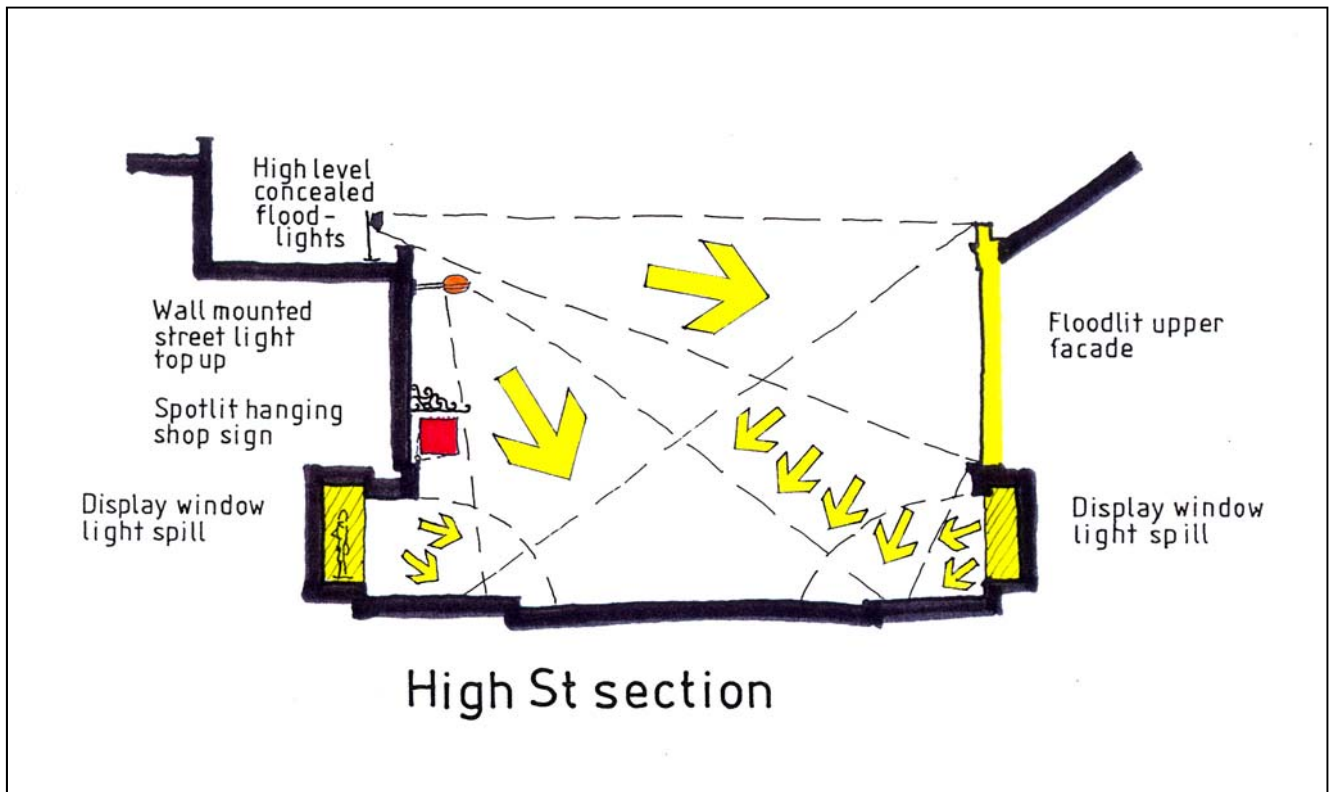 High level
concealed
flood-
lights
Wall mounted
street light
top up
Spotlit hanging
shop sign
Display window
light spill
Floodlit upper
facade
Display window
light spill
High St section